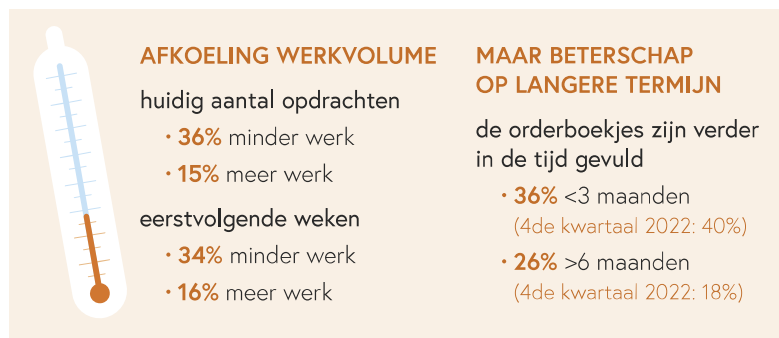 AFKOELING WERKVOLUME
huidig aantal opdrachten
· 36% minder werk
· 15% meer werk
eerstvolgende weken
· 34% minder werk
· 16% meer werk
MAAR BETERSCHAP
OP LANGERE TERMIJN
de orderboekjes zijn verder
in de tijd gevuld
· 36% <3 maanden
(4de kwartaal 2022: 40%)
· 26% >6 maanden
(4de kwartaal 2022: 18%)